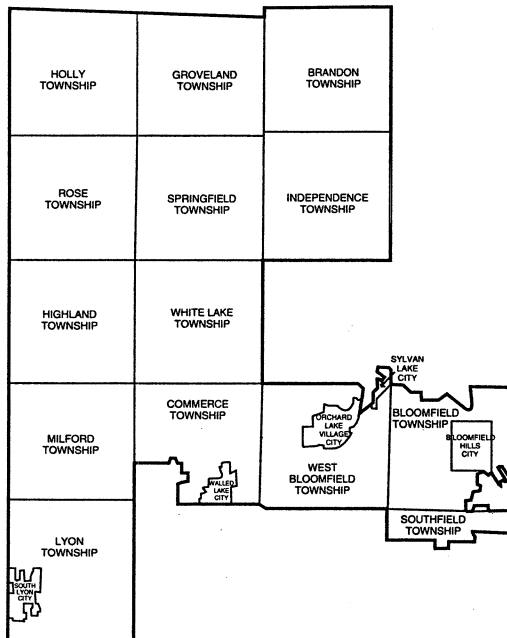 HOLLY
TOWNSHIP
GROVELAND
TOWNSHIP
BRANDON
TOWNSHIP
ROSE
TOWNSHIP
SPRINGFIELD
TOWNSHIP
INDEPENDENCE
TOWNSHIP
HIGHLAND
TOWNSHIP
WHITE LAKE
TOWNSHIP
SYLVAN
LAKE
CITY
COMMERCE
TOWNSHIP
ORCHARD
LAKE
VILLAGE
CITY
BLOOMFIELD
TOWNSHIP
BLOOMFIELD
HILLS
CITY
MILFORD
TOWNSHIP
WALLED
LAKE
CITY
WEST
BLOOMFIELD
TOWNSHIP
SOUTHFIELD
TOWNSHIP
LYON
TOWNSHIP
SOUTH
LYON
CITY